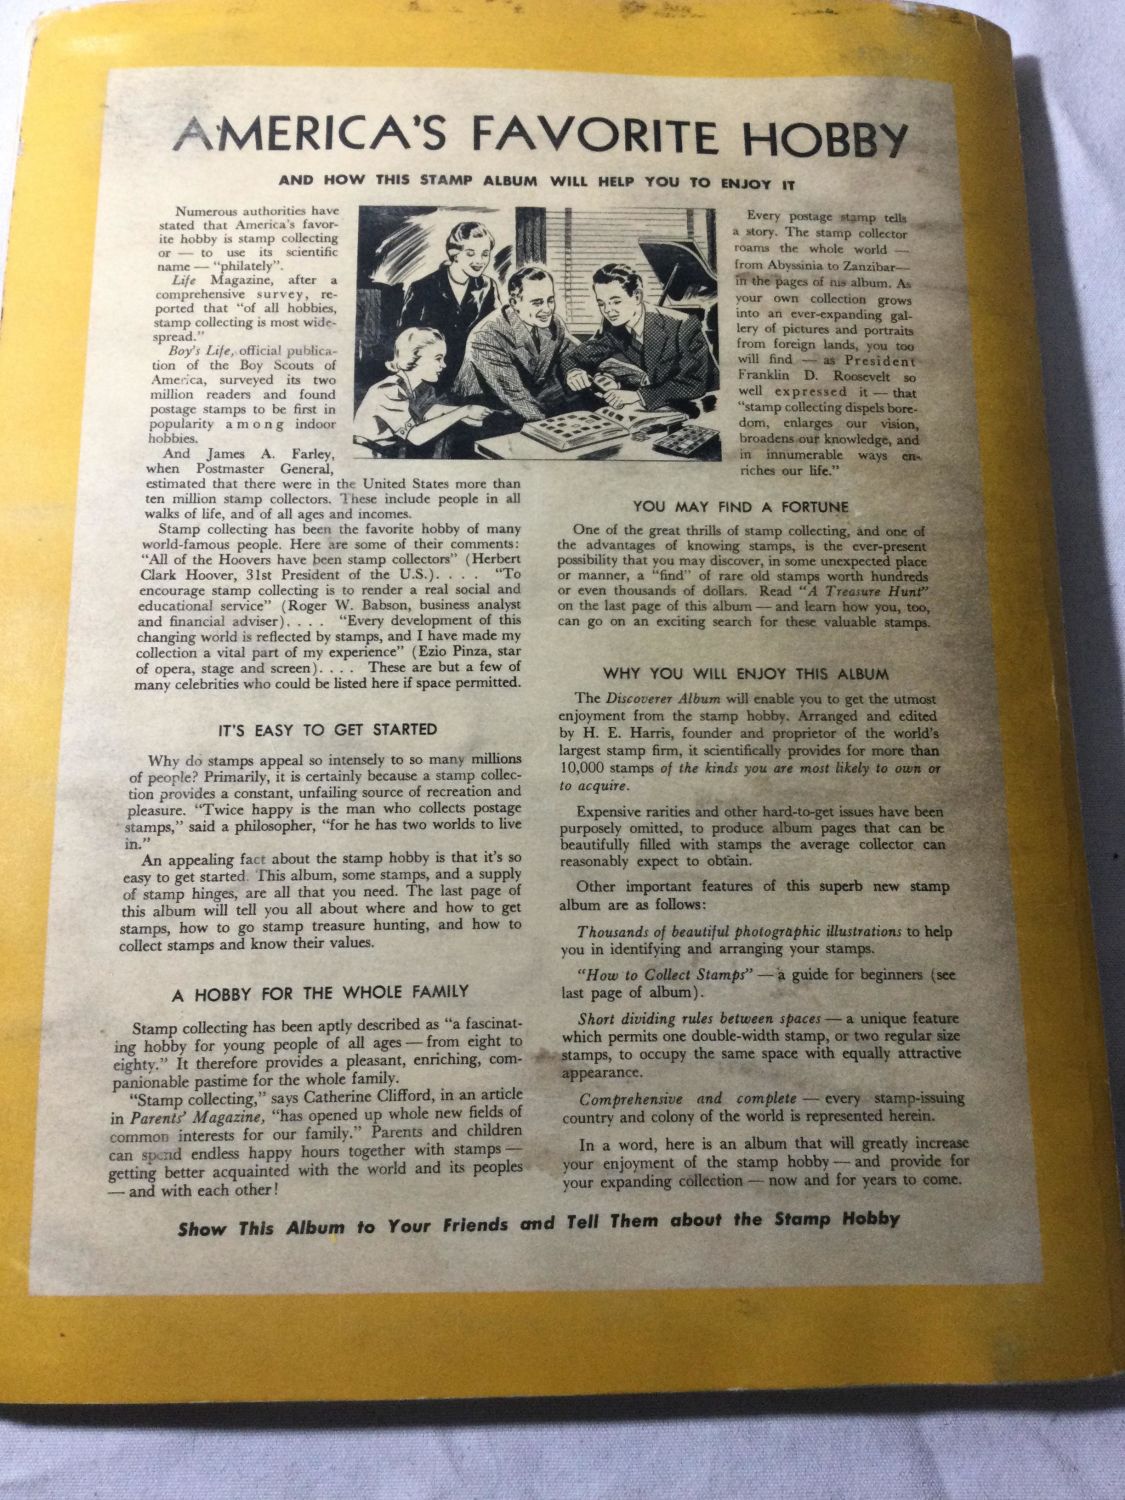 AMERICA'S FAVORITE HOBBY
AND HOW THIS STAMP ALBUM WILL HELP YOU TO ENJOY IT
Numerous authorities have
stated that America's favor-
ite hobby is stamp collecting
or — to use its scientific
name — "philately".
Life Magazine, after a
comprehensive survey, re-
ported that "of all hobbies,
stamp collecting is most wide-
spread."
Boy's Life, official publica-
tion of the Boy Scouts of
America, surveyed its two
million readers and found
postage stamps to be first in
popularity among indoor
hobbies.
And James A. Farley,
when Postmaster General,
estimated that there were in the United States more than
ten million stamp collectors. These include people in all
walks of life, and of all ages and incomes.
Stamp collecting has been the favorite hobby of many
world-famous people. Here are some of their comments:
"All of the Hoovers have been stamp collectors" (Herbert
Clark Hoover, 31st President of the U.S.). . . . "To
encourage stamp collecting is to render a real social and
educational service" (Roger W. Babson, business analyst
and financial adviser). . . . "Every development of this
changing world is reflected by stamps, and I have made my
collection a vital part of my experience" (Ezio Pinza, star
of opera, stage and screen). . . . These are but a few of
many celebrities who could be listed here if space permitted.
IT'S EASY TO GET STARTED
Why do stamps appeal so intensely to so many millions
of people? Primarily, it is certainly because a stamp collec-
tion provides a constant, unfailing source of recreation and
pleasure. "Twice happy is the man who collects postage
stamps," said a philosopher, "for he has two worlds to live
in."
An appealing fact about the stamp hobby is that it's so
easy to get started. This album, some stamps, and a supply
of stamp hinges, are all that you need. The last page of
this album will tell you all about where and how to get
stamps, how to go stamp treasure hunting, and how to
collect stamps and know their values.
A HOBBY FOR THE WHOLE FAMILY
Stamp collecting has been aptly described as "a fascinat-
ing hobby for young people of all ages — from eight to
eighty." It therefore provides a pleasant, enriching, com-
panionable pastime for the whole family.
"Stamp collecting," says Catherine Clifford, in an article
in Parents' Magazine, "has opened up whole new fields of
common interests for our family." Parents and children
can spend endless happy hours together with stamps —
getting better acquainted with the world and its peoples
— and with each other!
Every postage stamp tells
a story. The stamp collector
roams the whole world —
from Abyssinia to Zanzibar—
in the pages of his album. As
your own collection grows
into an ever-expanding gal-
lery of pictures and portraits
from foreign lands, you too
will find — as President
Franklin D. Roosevelt so
well expressed it — that
"stamp collecting dispels bore-
dom, enlarges our vision,
broadens our knowledge, and
in innumerable ways en-
riches our life."
YOU MAY FIND A FORTUNE
One of the great thrills of stamp collecting, and one of
the advantages of knowing stamps, is the ever-present
possibility that you may discover, in some unexpected place
or manner, a "find" of rare old stamps worth hundreds
or even thousands of dollars. Read "A Treasure Hunt"
on the last page of this album — and learn how you, too,
can go on an exciting search for these valuable stamps.
WHY YOU WILL ENJOY THIS ALBUM
The Discoverer Album will enable you to get the utmost
enjoyment from the stamp hobby. Arranged and edited
by H. E. Harris, founder and proprietor of the world's
largest stamp firm, it scientifically provides for more than
10,000 stamps of the kinds you are most likely to own or
to acquire.
Expensive rarities and other hard-to-get issues have been
purposely omitted, to produce album pages that can be
beautifully filled with stamps the average collector can
reasonably expect to obtain.
Other important features of this superb new stamp
album are as follows:
Thousands of beautiful photographic illustrations to help
you in identifying and arranging your stamps.
"How to Collect Stamps" — a guide for beginners (see
last page of album).
Short dividing rules between spaces — a unique feature
which permits one double-width stamp, or two regular size
stamps, to occupy the same space with equally attractive
appearance.
Comprehensive and complete — every stamp-issuing
country and colony of the world is represented herein.
In a word, here is an album that will greatly increase
your enjoyment of the stamp hobby — and provide for
your expanding collection — now and for years to come.
Show This Album to Your Friends and Tell Them about the Stamp Hobby